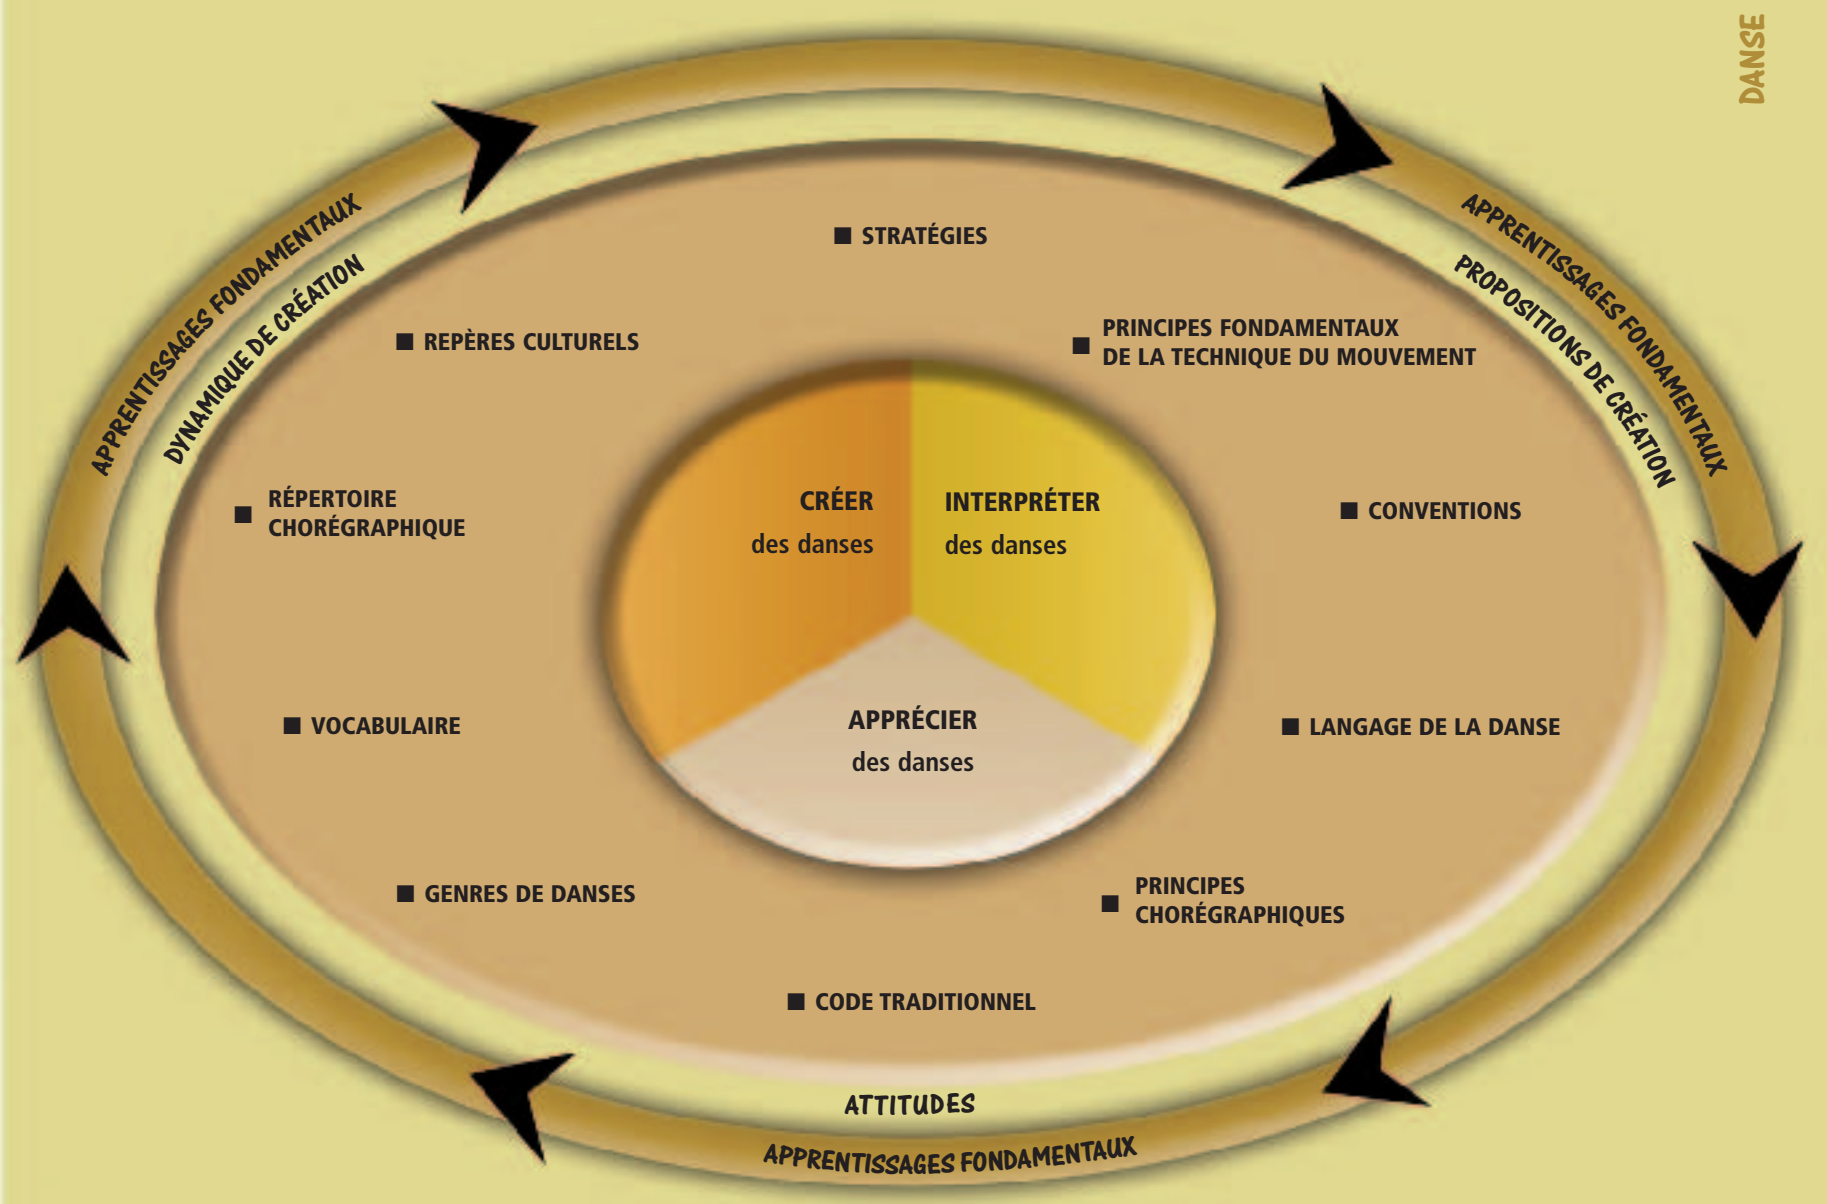 DANSE
APPRENTISSAGES FONDAMENTAUX
DYNAMIQUE DE CRÉATION
APPRENTISSAGES FONDAMENTAUX
PROPOSITIONS DE CRÉATION
■ STRATÉGIES
■ REPÈRES CULTURELS
■ PRINCIPES FONDAMENTAUX
DE LA TECHNIQUE DU MOUVEMENT
■ RÉPERTOIRE
CHORÉGRAPHIQUE
CRÉER
des danses
INTERPRÉTER
des danses
■ CONVENTIONS
■ VOCABULAIRE
APPRÉCIER
des danses
■ LANGAGE DE LA DANSE
■ GENRES DE DANSES
■ PRINCIPES
CHORÉGRAPHIQUES
■ CODE TRADITIONNEL
ATTITUDES
APPRENTISSAGES FONDAMENTAUX